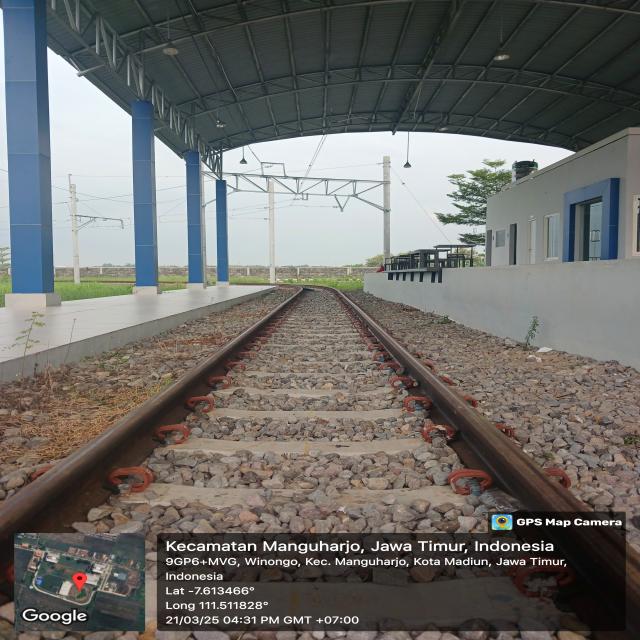 GPS Map Camera
Kecamatan Manguharjo, Jawa Timur, Indonesia
9GP6+MVG, Winongo, Kec. Manguharjo, Kota Madiun, Jawa Timur,
Indonesia
Lat -7.613466°
Long 111.511828°
21/03/25 04:31 PM GMT +07:00
Google